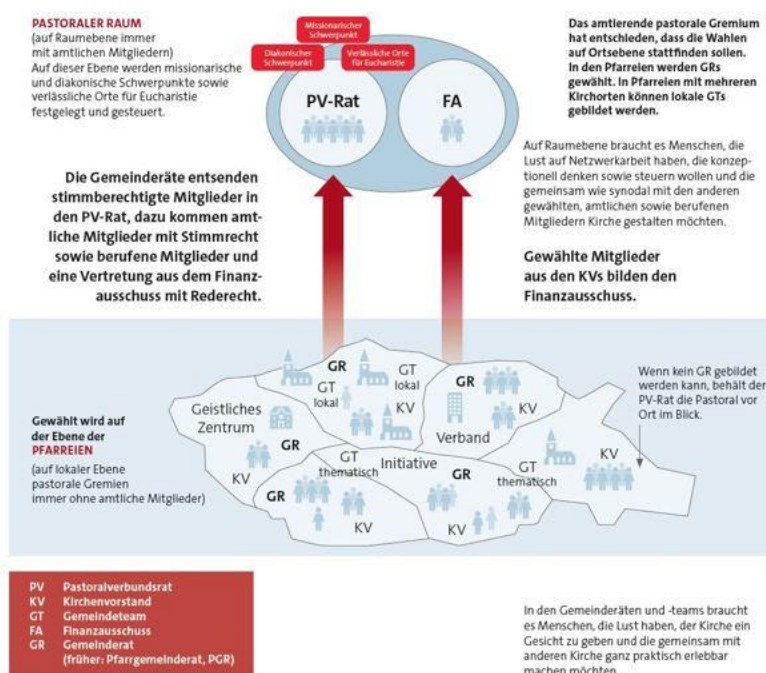 PASTORALER RAUM
(auf Raumebene immer
mit amtlichen Mitgliedern)
Auf dieser Ebene werden missionarische
und diakonische Schwerpunkte sowie
verlässliche Orte für Eucharistie
festgelegt und gesteuert.
Missionarischer
Schwerpunkt
Diakonischer
Schwerpunkt
Verlässliche Orte
für Eucharistie
PV-Rat
FA
Das amtierende pastorale Gremium
hat entschieden, dass die Wahlen
auf Ortsebene stattfinden sollen.
In den Pfarreien werden GRs
gewählt. In Pfarreien mit mehreren
Kirchorten können lokale GTs
gebildet werden.
Auf Raumebene braucht es Menschen, die
Lust auf Netzwerkarbeit haben, die konzep-
tionell denken sowie steuern wollen und die
gemeinsam wie synodal mit den anderen
gewählten, amtlichen sowie berufenen
Mitgliedern Kirche gestalten möchten.
Die Gemeinderäte entsenden
stimmberechtigte Mitglieder in
den PV-Rat, dazu kommen amt-
liche Mitglieder mit Stimmrecht
sowie berufene Mitglieder und
eine Vertretung aus dem Finanz-
ausschuss mit Rederecht.
Gewählte Mitglieder
aus den KVs bilden den
Finanzausschuss.
Gewählt wird auf
der Ebene der
PFARREIEN
(auf lokaler Ebene
pastorale Gremien
immer ohne amtliche Mitglieder)
Geistliches
Zentrum
GR
KV
GR
GT
lokal
GT
lokal
KV
GR
KV
Verband
Wenn kein GR gebildet
werden kann, behält der
PV-Rat die Pastoral vor
Ort im Blick.
KV
GT
thematisch
Initiative
GT
thematisch
GR
KV
GR
KV
PV Pastoralverbundsrat
KV Kirchenvorstand
GT Gemeindeteam
FA Finanzausschuss
GR Gemeinderat
(früher: Pfarrgemeinderat, PGR)
In den Gemeinderäten und -teams braucht
es Menschen, die Lust haben, der Kirche ein
Gesicht zu geben und die gemeinsam mit
anderen Kirche ganz praktisch erlebbar
machen möchten